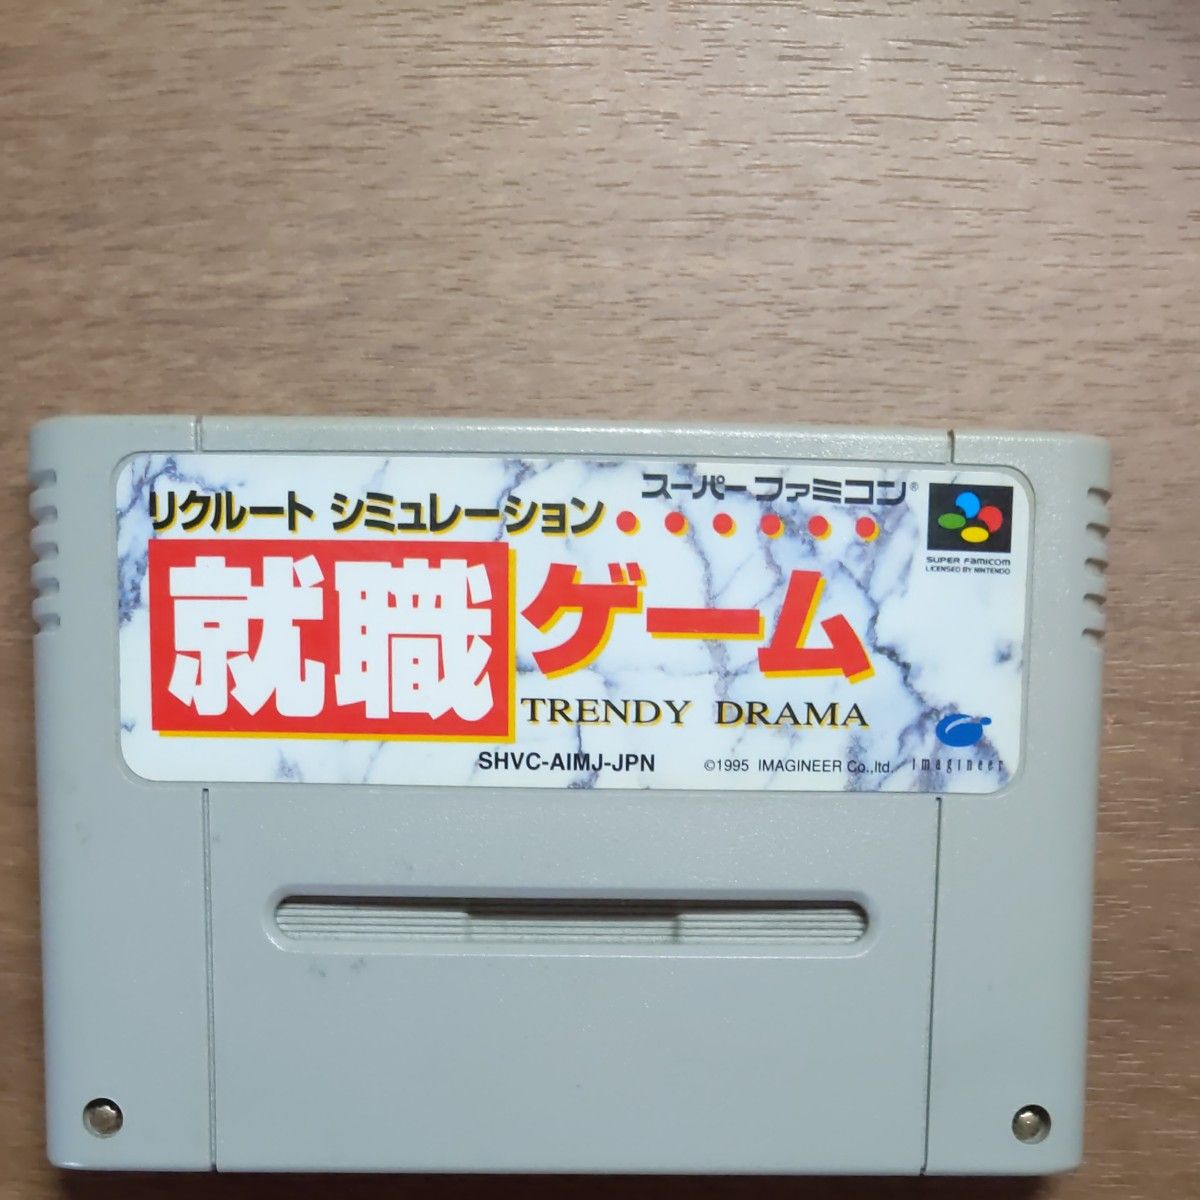 スーパーファミコン®
リクルート シミュレーション
就職ゲーム
TRENDY DRAMA
SUPER FAMICOM
LICENSED BY NINTENDO
SHVC-AIMJ-JPN
©1995 IMAGINEER Co.,ltd.
imagineer